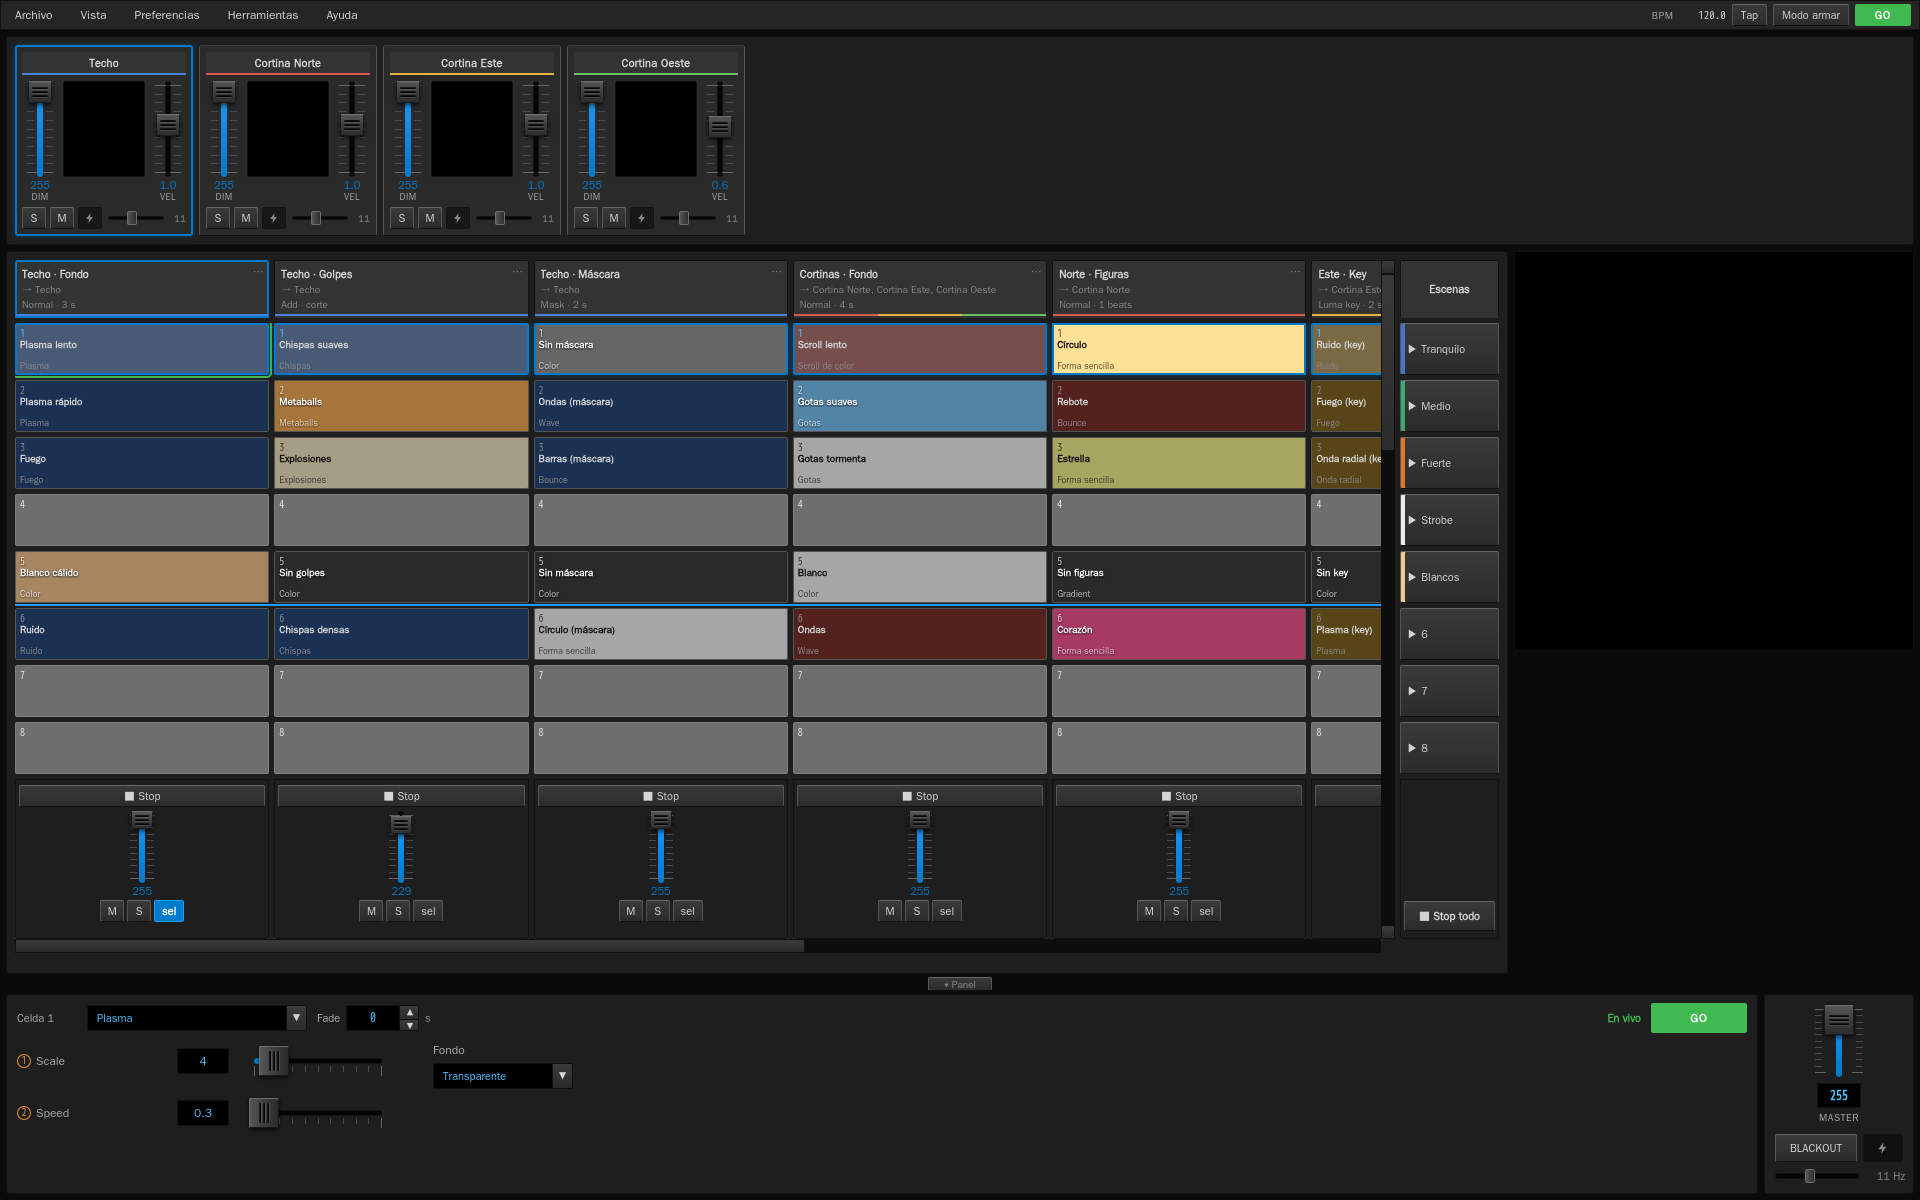 Archivo Vista Preferencias Herramientas Ayuda BPM 120.0 Tap Modo armar GO
Techo Cortina Norte Cortina Este Cortina Oeste
255 1.0 255 1.0 255 1.0 255 0.6
DIM VEL DIM VEL DIM VEL DIM VEL
S M 11 S M 11 S M 11 S M 11
Techo · Fondo ... Techo · Golpes ... Techo · Máscara ... Cortinas · Fondo ... Norte · Figuras ... Este · Key
→ Techo → Techo → Techo → Cortina Norte, Cortina Este, Cortina Oeste → Cortina Norte → Cortina Est
Normal · 3 s Add · corte Mask · 2 s Normal · 4 s Normal · 1 beats Luma key · 2 s
Escenas
1 1 1 1 1 1
Plasma lento Chispas suaves Sin máscara Scroll lento Círculo Ruido (key)
Plasma Chispas Color Scroll de color Forma sencilla Ruido
▶ Tranquilo
2 2 2 2 2 2
Plasma rápido Metaballs Ondas (máscara) Gotas suaves Rebote Fuego (key)
Plasma Metaballs Wave Gotas Bounce Fuego
▶ Medio
3 3 3 3 3 3
Fuego Explosiones Barras (máscara) Gotas tormenta Estrella Onda radial (ke
Fuego Explosiones Bounce Gotas Forma sencilla Onda radial
▶ Fuerte
4 4 4 4 4 4
▶ Strobe
5 5 5 5 5 5
Blanco cálido Sin golpes Sin máscara Blanco Sin figuras Sin key
Color Color Color Color Gradient Color
▶ Blancos
6 6 6 6 6 6
Ruido Chispas densas Círculo (máscara) Ondas Corazón Plasma (key)
Ruido Chispas Forma sencilla Wave Forma sencilla Plasma
▶ 6
7 7 7 7 7 7
▶ 7
8 8 8 8 8 8
▶ 8
Stop Stop Stop Stop Stop
255 229 255 255 255
M S sel M S sel M S sel M S sel M S sel
Stop todo
▾ Panel
Celda 1 Plasma ▼ Fade 0 s En vivo GO
1 Scale 4 Fondo
Transparente ▼
2 Speed 0.3
255
MASTER
BLACKOUT
11 Hz